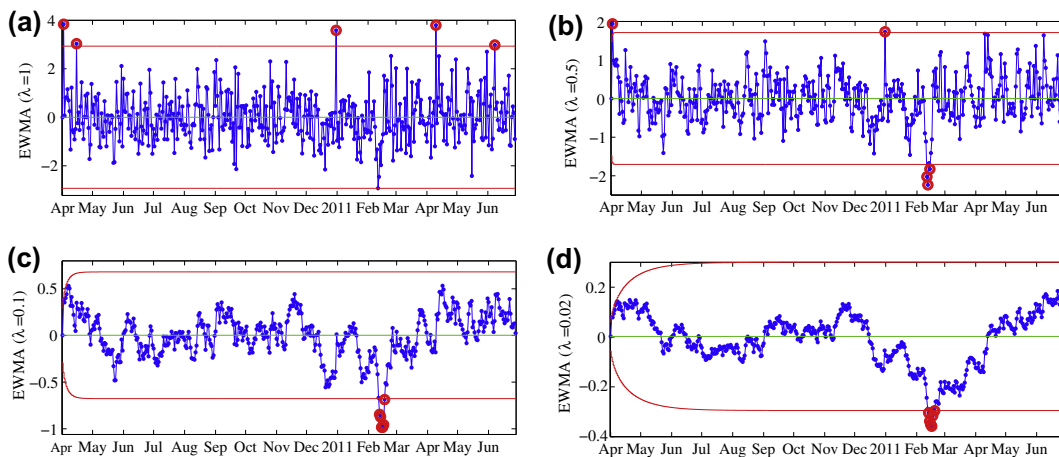 (a)
EWMA (λ =1)
4
2
0
−2
Apr May Jun Jul Aug Sep Oct Nov Dec 2011 Feb Mar Apr May Jun
(b)
EWMA (λ =0.5)
2
1
0
−1
−2
Apr May Jun Jul Aug Sep Oct Nov Dec 2011 Feb Mar Apr May Jun
(c)
EWMA (λ =0.1)
0.5
0
−0.5
−1
Apr May Jun Jul Aug Sep Oct Nov Dec 2011 Feb Mar Apr May Jun
(d)
EWMA (λ =0.02)
0.2
0
−0.2
−0.4
Apr May Jun Jul Aug Sep Oct Nov Dec 2011 Feb Mar Apr May Jun